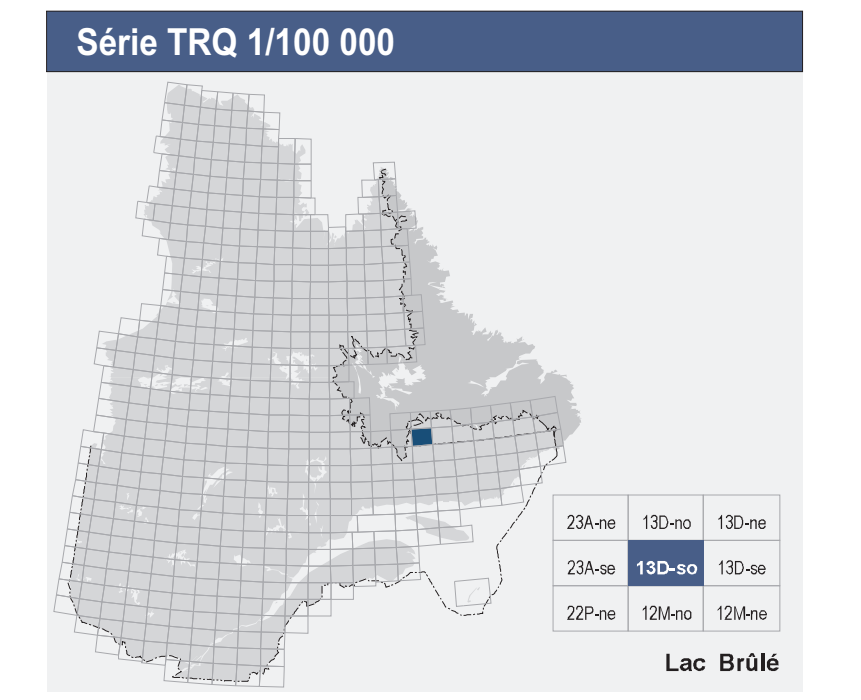 Série TRQ 1/100 000
23A-ne 13D-no 13D-ne
23A-se 13D-so 13D-se
22P-ne 12M-no 12M-ne
Lac Brûlé